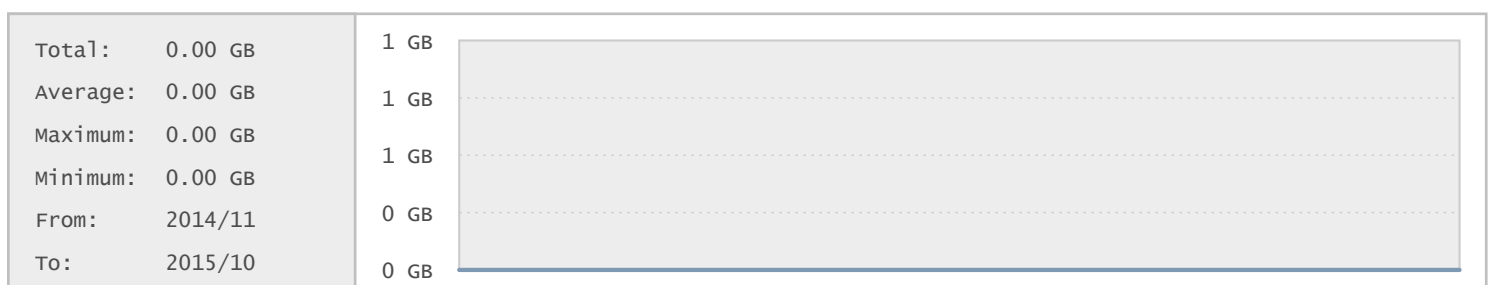 Total: 0.00 GB
Average: 0.00 GB
Maximum: 0.00 GB
Minimum: 0.00 GB
From: 2014/11
To: 2015/10
1 GB
1 GB
1 GB
0 GB
0 GB